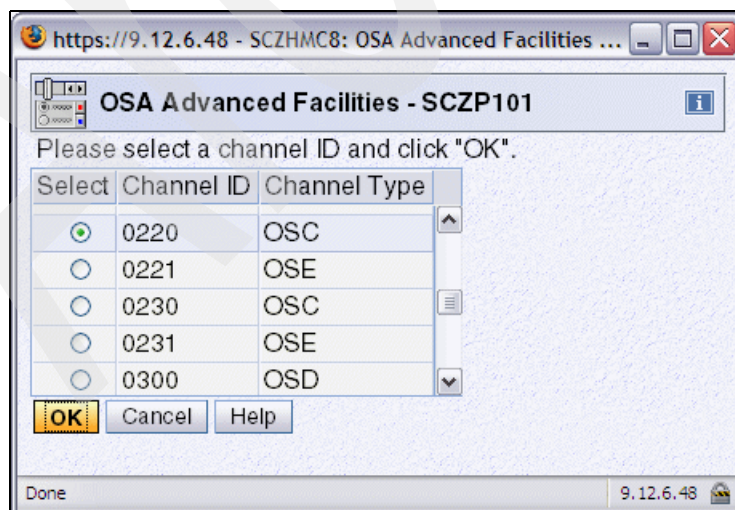 https://9.12.6.48 - SCZHMC8: OSA Advanced Facilities ...
OSA Advanced Facilities - SCZP101
Please select a channel ID and click "OK".
Select Channel ID Channel Type
0220 OSC
0221 OSE
0230 OSC
0231 OSE
0300 OSD
OK Cancel Help
Done 9.12.6.48